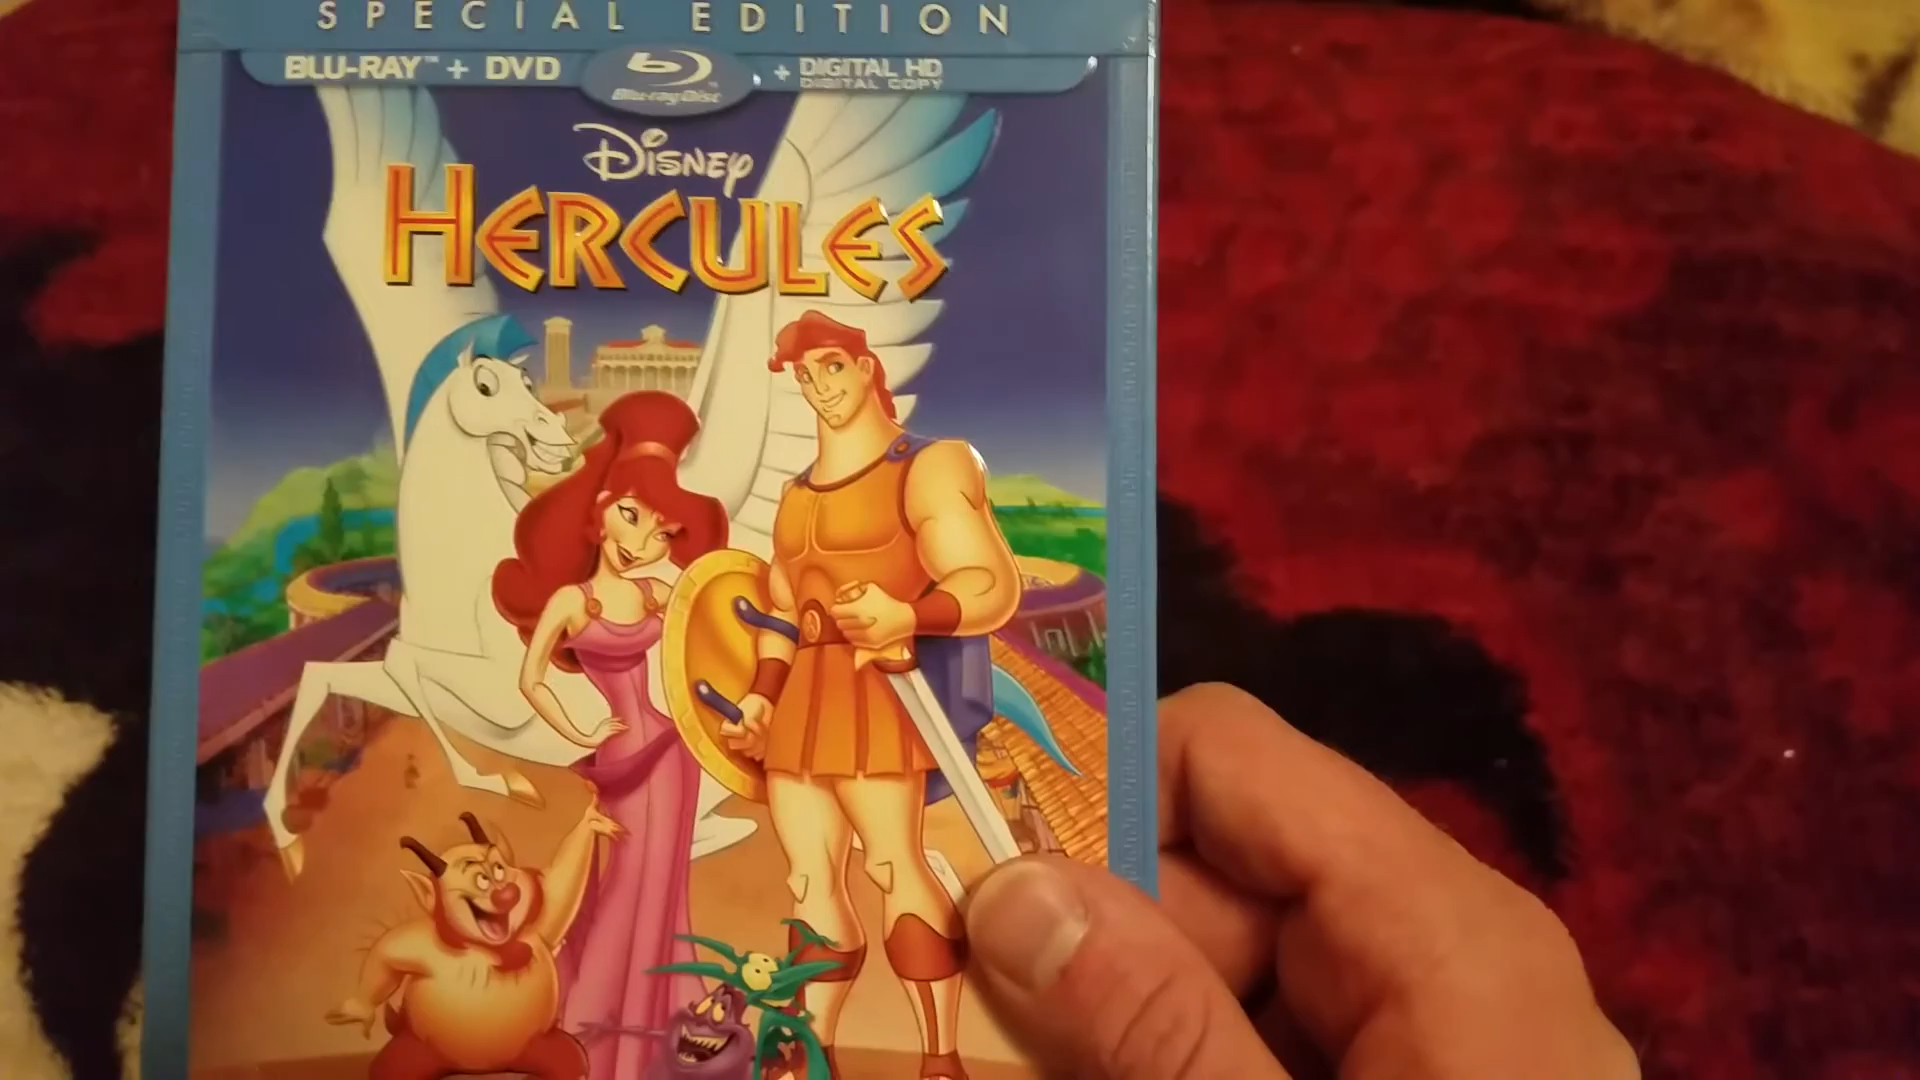 SPECIAL EDITION
BLU-RAY™ + DVD
Blu-ray Disc
+ DIGITAL HD
DIGITAL COPY
DISNEY
HERCULES